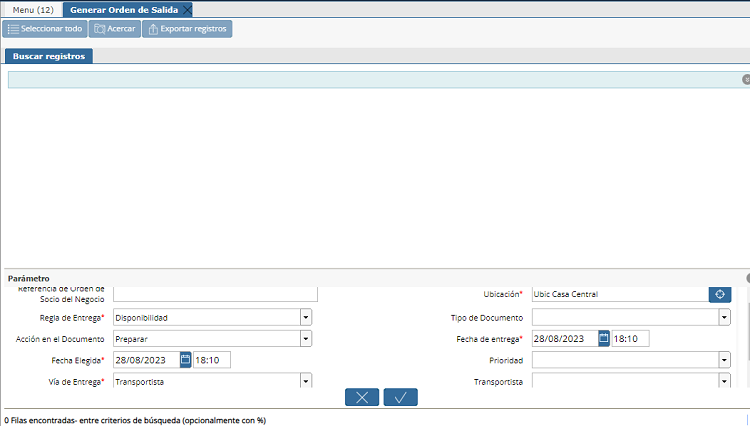 Menu (12) Generar Orden de Salida
Seleccionar todo Acercar Exportar registros
Buscar registros
Parámetro
Referencia de Orden de
Socio del Negocio
Ubicación* Ubic Casa Central
Regla de Entrega* Disponibilidad Tipo de Documento
Acción en el Documento Preparar Fecha de entrega* 28/08/2023 18:10
Fecha Elegida* 28/08/2023 18:10 Prioridad
Vía de Entrega* Transportista Transportista
0 Filas encontradas- entre criterios de búsqueda (opcionalmente con %)